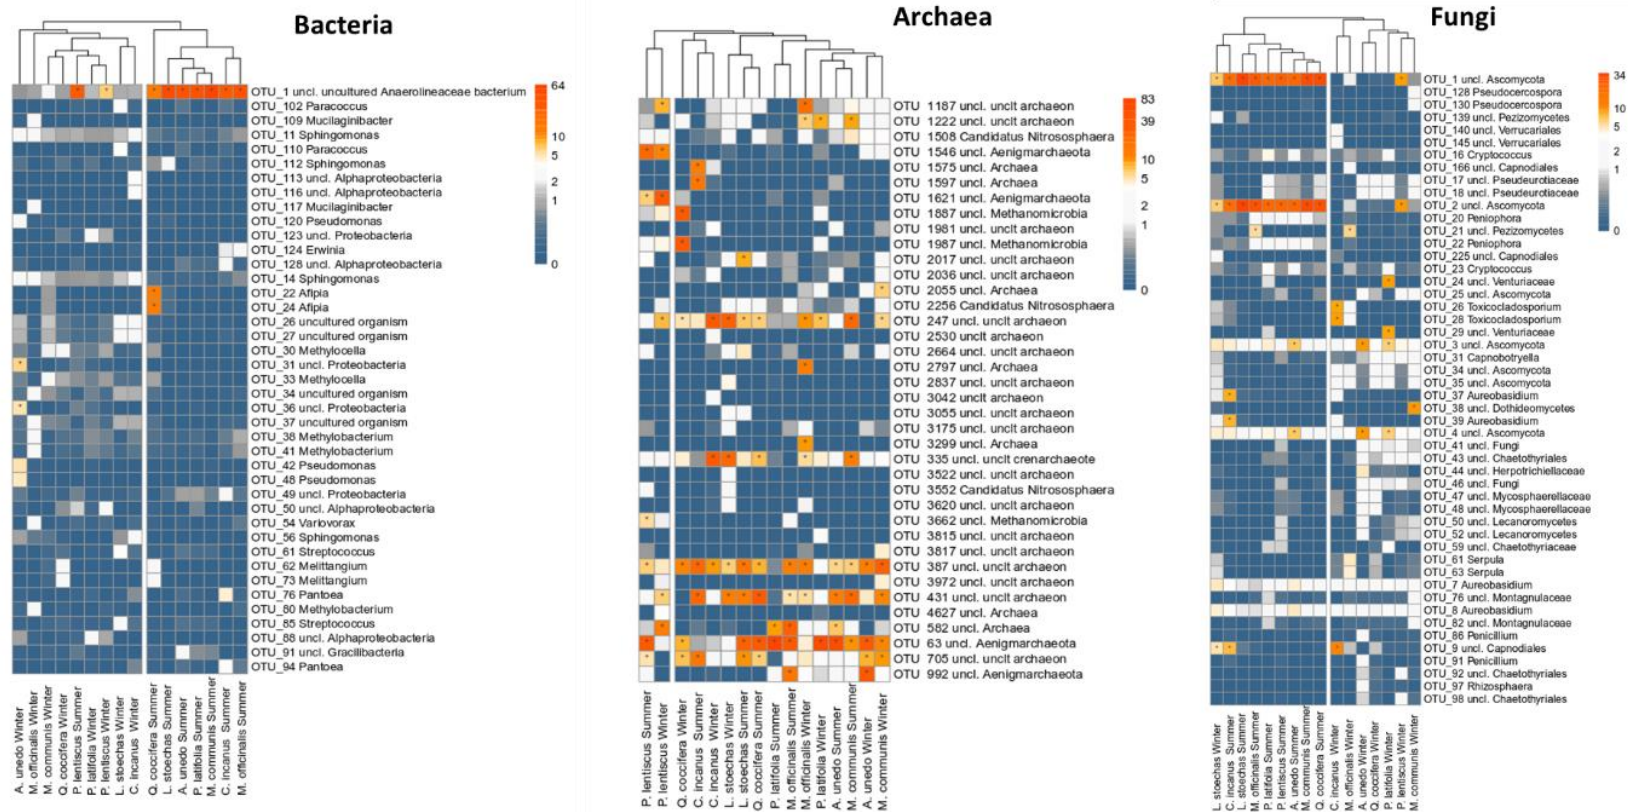 Bacteria
OTU_1 uncl. uncultured Anaerolineaceae bacterium
OTU_102 Paracoccus
OTU_109 Mucilaginibacter
OTU_11 Sphingomonas
OTU_110 Paracoccus
OTU_112 Sphingomonas
OTU_113 uncl. Alphaproteobacteria
OTU_116 uncl. Alphaproteobacteria
OTU_117 Mucilaginibacter
OTU_120 Pseudomonas
OTU_123 uncl. Proteobacteria
OTU_124 Erwinia
OTU_128 uncl. Alphaproteobacteria
OTU_14 Sphingomonas
OTU_22 Afipia
OTU_24 Afipia
OTU_26 uncultured organism
OTU_27 uncultured organism
OTU_30 Methylocella
OTU_31 uncl. Proteobacteria
OTU_33 Methylocella
OTU_34 uncultured organism
OTU_36 uncl. Proteobacteria
OTU_37 uncultured organism
OTU_38 Methylobacterium
OTU_41 Methylobacterium
OTU_42 Pseudomonas
OTU_48 Pseudomonas
OTU_49 uncl. Proteobacteria
OTU_50 uncl. Alphaproteobacteria
OTU_54 Variovorax
OTU_56 Sphingomonas
OTU_61 Streptococcus
OTU_62 Melittangium
OTU_73 Melittangium
OTU_76 Pantoea
OTU_80 Methylobacterium
OTU_85 Streptococcus
OTU_88 uncl. Alphaproteobacteria
OTU_91 uncl. Gracilibacteria
OTU_94 Pantoea
64
10
5
2
1
0
A. unedo Winter
M. officinalis Winter
M. communis Winter
Q. coccifera Winter
P. lentiscus Summer
P. latifolia Winter
P. lentiscus Winter
L. stoechas Winter
C. incanus Winter
Q. coccifera Summer
L. stoechas Summer
A. unedo Summer
P. latifolia Summer
M. communis Summer
C. incanus Summer
M. officinalis Summer
Archaea
OTU 1187 uncl. unclt archaeon
OTU 1222 uncl. unclt archaeon
OTU 1508 Candidatus Nitrososphaera
OTU 1546 uncl. Aenigmarchaeota
OTU 1575 uncl. Archaea
OTU 1597 uncl. Archaea
OTU 1621 uncl. Aenigmarchaeota
OTU 1887 uncl. Methanomicrobia
OTU 1981 uncl. unclt archaeon
OTU 1987 uncl. Methanomicrobia
OTU 2017 uncl. unclt archaeon
OTU 2036 uncl. unclt archaeon
OTU 2055 uncl. Archaea
OTU 2256 Candidatus Nitrososphaera
OTU 247 uncl. unclt archaeon
OTU 2530 unclt archaeon
OTU 2664 uncl. unclt archaeon
OTU 2797 uncl. Archaea
OTU 2837 uncl. unclt archaeon
OTU 3042 unclt archaeon
OTU 3055 uncl. unclt archaeon
OTU 3175 uncl. unclt archaeon
OTU 3299 uncl. Archaea
OTU 335 uncl. unclt crenarchaeote
OTU 3522 uncl. unclt archaeon
OTU 3552 Candidatus Nitrososphaera
OTU 3620 uncl. unclt archaeon
OTU 3662 uncl. Methanomicrobia
OTU 3815 uncl. unclt archaeon
OTU 3817 uncl. unclt archaeon
OTU 387 uncl. unclt archaeon
OTU 3972 uncl. unclt archaeon
OTU 431 uncl. unclt archaeon
OTU 4627 uncl. Archaea
OTU 582 uncl. Archaea
OTU 63 uncl. Aenigmarchaeota
OTU 705 uncl. unclt archaeon
OTU 992 uncl. Aenigmarchaeota
83
39
10
5
2
1
0
P. lentiscus Summer
P. lentiscus Winter
Q. coccifera Winter
C. incanus Summer
C. incanus Winter
L. stoechas Winter
L. stoechas Summer
Q. coccifera Summer
P. latifolia Summer
M. officinalis Summer
M. officinalis Winter
P. latifolia Winter
A. unedo Summer
M. communis Summer
A. unedo Winter
M. communis Winter
Fungi
OTU_1 uncl. Ascomycota
OTU_128 Pseudocercospora
OTU_130 Pseudocercospora
OTU_139 uncl. Pezizomycetes
OTU_140 uncl. Verrucariales
OTU_145 uncl. Verrucariales
OTU_16 Cryptococcus
OTU_166 uncl. Capnodiales
OTU_17 uncl. Pseudeurotiaceae
OTU_18 uncl. Pseudeurotiaceae
OTU_2 uncl. Ascomycota
OTU_20 Peniophora
OTU_21 uncl. Pezizomycetes
OTU_22 Peniophora
OTU_225 uncl. Capnodiales
OTU_23 Cryptococcus
OTU_24 uncl. Venturiaceae
OTU_25 uncl. Ascomycota
OTU_26 Toxicocladosporium
OTU_28 Toxicocladosporium
OTU_29 uncl. Venturiaceae
OTU_3 uncl. Ascomycota
OTU_31 Capnobotryella
OTU_34 uncl. Ascomycota
OTU_35 uncl. Ascomycota
OTU_37 Aureobasidium
OTU_38 uncl. Dothideomycetes
OTU_39 Aureobasidium
OTU_4 uncl. Ascomycota
OTU_41 uncl. Fungi
OTU_43 uncl. Chaetothyriales
OTU_44 uncl. Herpotrichiellaceae
OTU_46 uncl. Fungi
OTU_47 uncl. Mycosphaerellaceae
OTU_48 uncl. Mycosphaerellaceae
OTU_50 uncl. Lecanoromycetes
OTU_52 uncl. Lecanoromycetes
OTU_59 uncl. Chaetothyriaceae
OTU_61 Serpula
OTU_63 Serpula
OTU_7 Aureobasidium
OTU_76 uncl. Montagnulaceae
OTU_8 Aureobasidium
OTU_82 uncl. Montagnulaceae
OTU_86 Penicillium
OTU_9 uncl. Capnodiales
OTU_91 Penicillium
OTU_92 uncl. Chaetothyriales
OTU_97 Rhizosphaera
OTU_98 uncl. Chaetothyriales
34
10
5
2
1
0
L. stoechas Winter
C. incanus Summer
L. stoechas Summer
M. officinalis Summer
P. latifolia Summer
P. lentiscus Summer
A. unedo Summer
M. communis Summer
Q. coccifera Summer
C. incanus Winter
M. officinalis Winter
A. unedo Winter
Q. coccifera Winter
P. latifolia Winter
P. lentiscus Winter
M. communis Winter